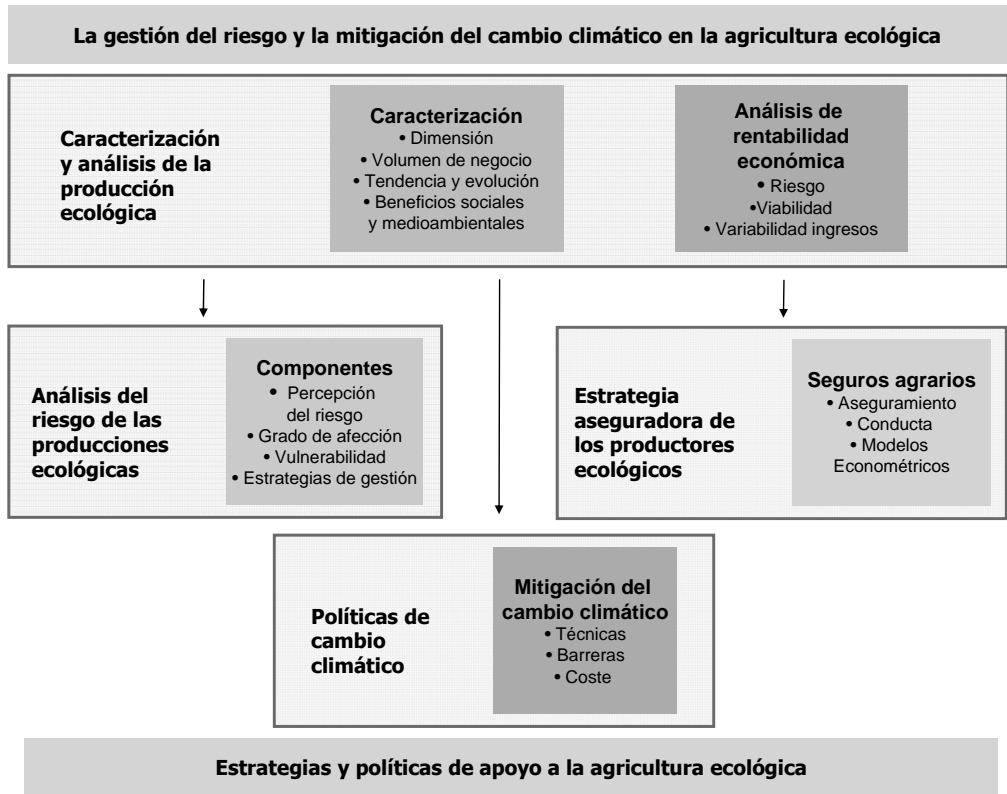 La gestión del riesgo y la mitigación del cambio climático en la agricultura ecológica
Caracterización
y análisis de la
producción
ecológica
Caracterización
• Dimensión
• Volumen de negocio
• Tendencia y evolución
• Beneficios sociales
y medioambientales
Análisis de
rentabilidad
económica
• Riesgo
•Viabilidad
• Variabilidad ingresos
Análisis del
riesgo de las
producciones
ecológicas
Componentes
• Percepción
del riesgo
• Grado de afección
• Vulnerabilidad
• Estrategias de gestión
Estrategia
aseguradora de
los productores
ecológicos
Seguros agrarios
• Aseguramiento
• Conducta
• Modelos
Econométricos
Políticas de
cambio
climático
Mitigación del
cambio climático
• Técnicas
• Barreras
• Coste
Estrategias y políticas de apoyo a la agricultura ecológica